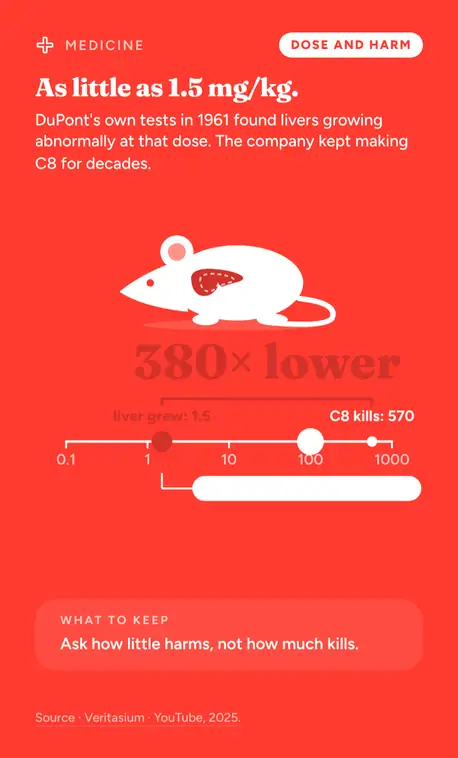 MEDICINE
DOSE AND HARM
As little as 1.5 mg/kg.
DuPont's own tests in 1961 found livers growing
abnormally at that dose. The company kept making
C8 for decades.
380× lower
liver grew: 1.5
C8 kills: 570
0.1 1 10 100 1000
WHAT TO KEEP
Ask how little harms, not how much kills.
Source · Veritasium · YouTube, 2025.